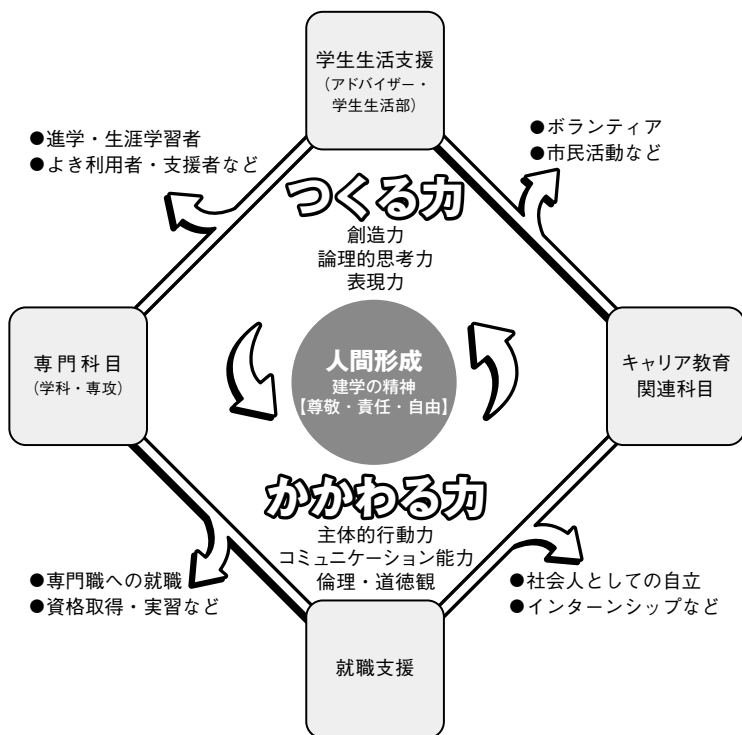 学生生活支援
（アドバイザー・
学生生活部）
●進学・生涯学習者
●よき利用者・支援者など
●ボランティア
●市民活動など
つくる力
創造力
論理的思考力
表現力
専門科目
（学科・専攻）
人間形成
建学の精神
【尊敬・責任・自由】
キャリア教育
関連科目
かかわる力
主体的行動力
コミュニケーション能力
倫理・道徳観
●専門職への就職
●資格取得・実習など
●社会人としての自立
●インターンシップなど
就職支援